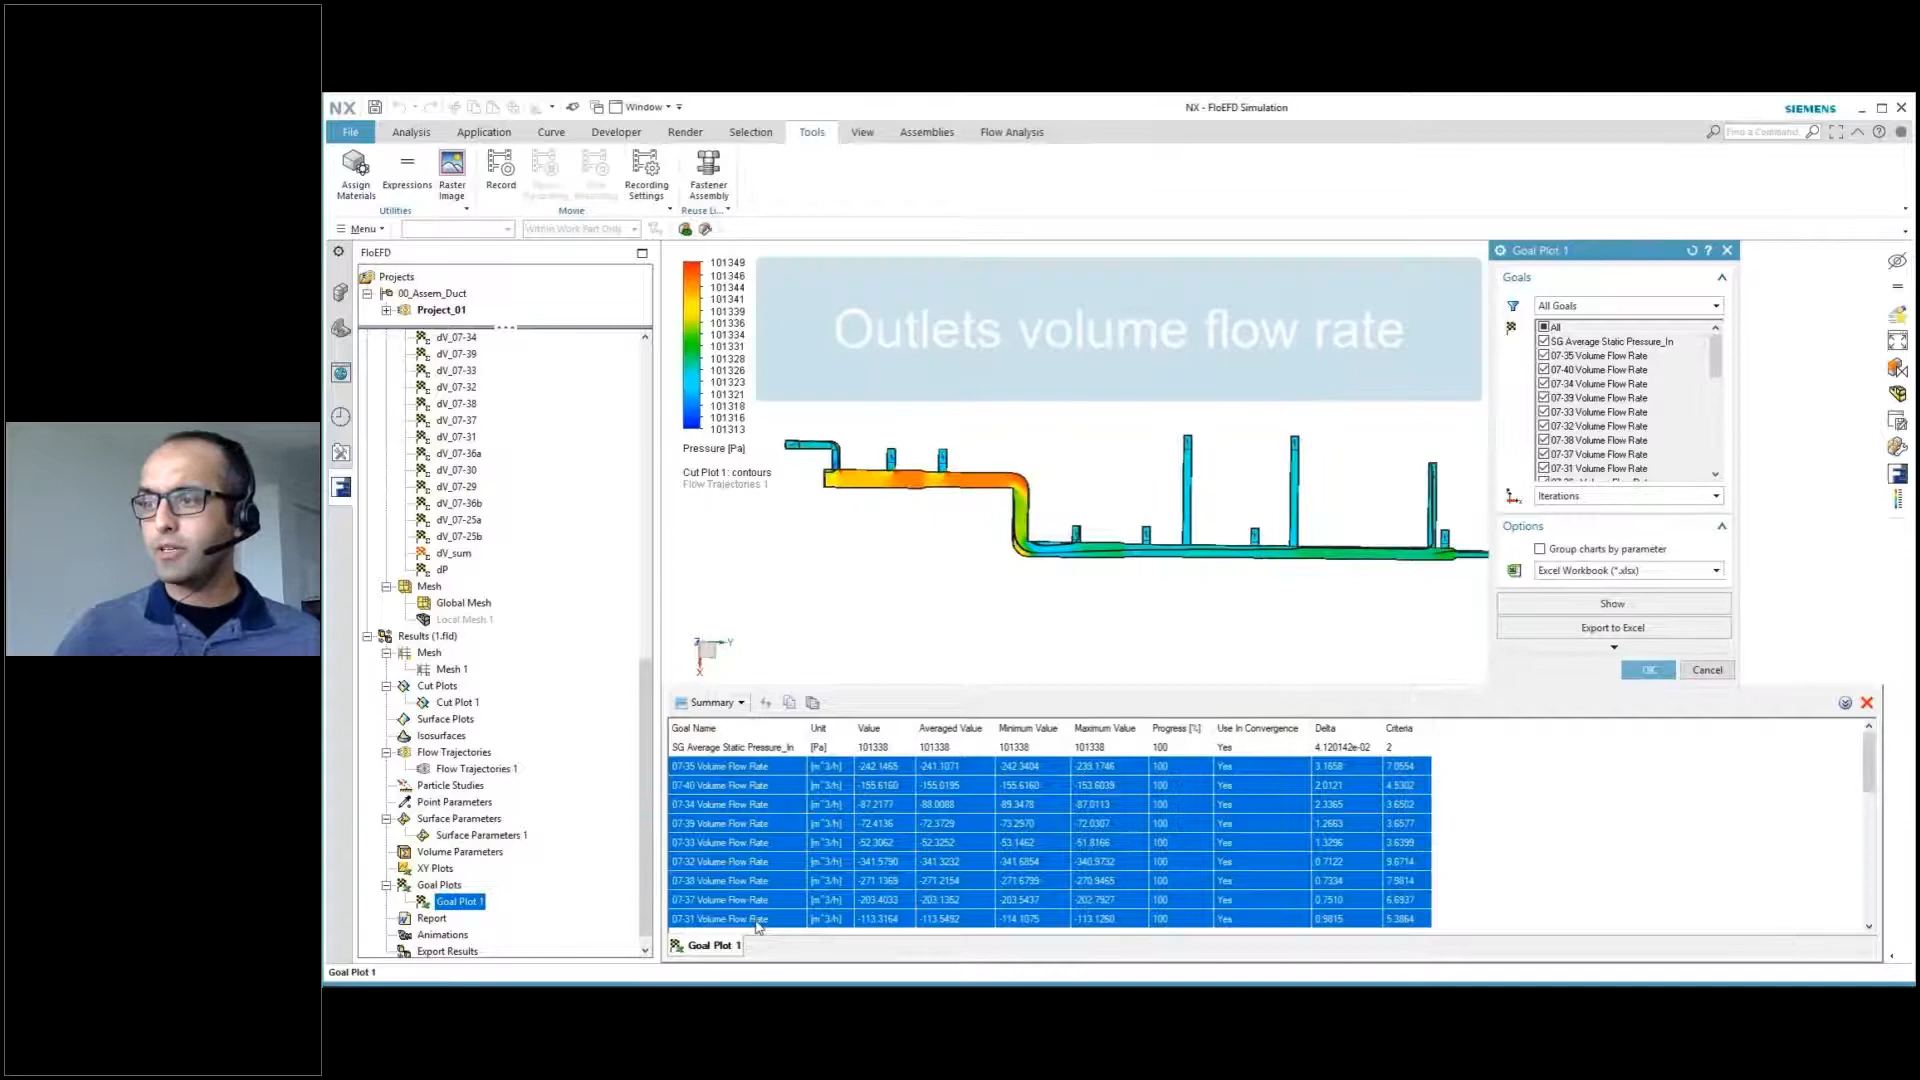 NX
Window
NX - FloEFD Simulation
SIEMENS
File Analysis Application Curve Developer Render Selection Tools View Assemblies Flow Analysis
Find a Command
Assign Materials
Expressions
Raster Image
Record
Recording Settings
Fastener Assembly
Utilities
Movie
Reuse Li...
Menu
Within Work Part Only
FloEFD
Projects
00_Assem_Duct
Project_01
dV_07-34
dV_07-39
dV_07-33
dV_07-32
dV_07-38
dV_07-37
dV_07-31
dV_07-36a
dV_07-30
dV_07-29
dV_07-36b
dV_07-25a
dV_07-25b
dV_sum
dP
Mesh
Global Mesh
Local Mesh 1
Results (1.fld)
Mesh
Mesh 1
Cut Plots
Cut Plot 1
Surface Plots
Isosurfaces
Flow Trajectories
Flow Trajectories 1
Particle Studies
Point Parameters
Surface Parameters
Surface Parameters 1
Volume Parameters
XY Plots
Goal Plots
Goal Plot 1
Report
Animations
Export Results
Goal Plot 1
101349
101346
101344
101341
101339
101336
101334
101331
101328
101326
101323
101321
101318
101316
101313
Pressure [Pa]
Cut Plot 1: contours
Flow Trajectories 1
Outlets volume flow rate
Z Y
X
Goal Plot 1
Goals
All Goals
All
SG Average Static Pressure_In
07-35 Volume Flow Rate
07-40 Volume Flow Rate
07-34 Volume Flow Rate
07-39 Volume Flow Rate
07-33 Volume Flow Rate
07-32 Volume Flow Rate
07-38 Volume Flow Rate
07-37 Volume Flow Rate
07-31 Volume Flow Rate
Iterations
Options
Group charts by parameter
Excel Workbook (*.xlsx)
Show
Export to Excel
OK Cancel
Summary
Goal Name Unit Value Averaged Value Minimum Value Maximum Value Progress [%] Use In Convergence Delta Criteria
SG Average Static Pressure_In [Pa] 101338 101338 101338 101338 100 Yes 4.120142e-02 2
07-35 Volume Flow Rate [m^3/h] -242.1465 -241.1071 -242.3404 -239.1746 100 Yes 3.1658 7.0554
07-40 Volume Flow Rate [m^3/h] -155.6160 -155.0195 -155.6160 -153.6039 100 Yes 2.0121 4.5302
07-34 Volume Flow Rate [m^3/h] -87.2177 -88.0088 -89.3478 -87.0113 100 Yes 2.3365 3.6502
07-39 Volume Flow Rate [m^3/h] -72.4136 -72.3729 -73.2970 -72.0307 100 Yes 1.2663 3.6577
07-33 Volume Flow Rate [m^3/h] -52.3062 -52.3252 -53.1462 -51.8166 100 Yes 1.3296 3.6399
07-32 Volume Flow Rate [m^3/h] -341.5790 -341.3232 -341.6854 -340.9732 100 Yes 0.7122 9.6714
07-38 Volume Flow Rate [m^3/h] -271.1369 -271.2154 -271.6799 -270.9465 100 Yes 0.7334 7.9814
07-37 Volume Flow Rate [m^3/h] -203.4033 -203.1352 -203.5437 -202.7927 100 Yes 0.7510 6.6937
07-31 Volume Flow Rate [m^3/h] -113.3164 -113.5492 -114.1075 -113.1260 100 Yes 0.9815 5.3864
Goal Plot 1